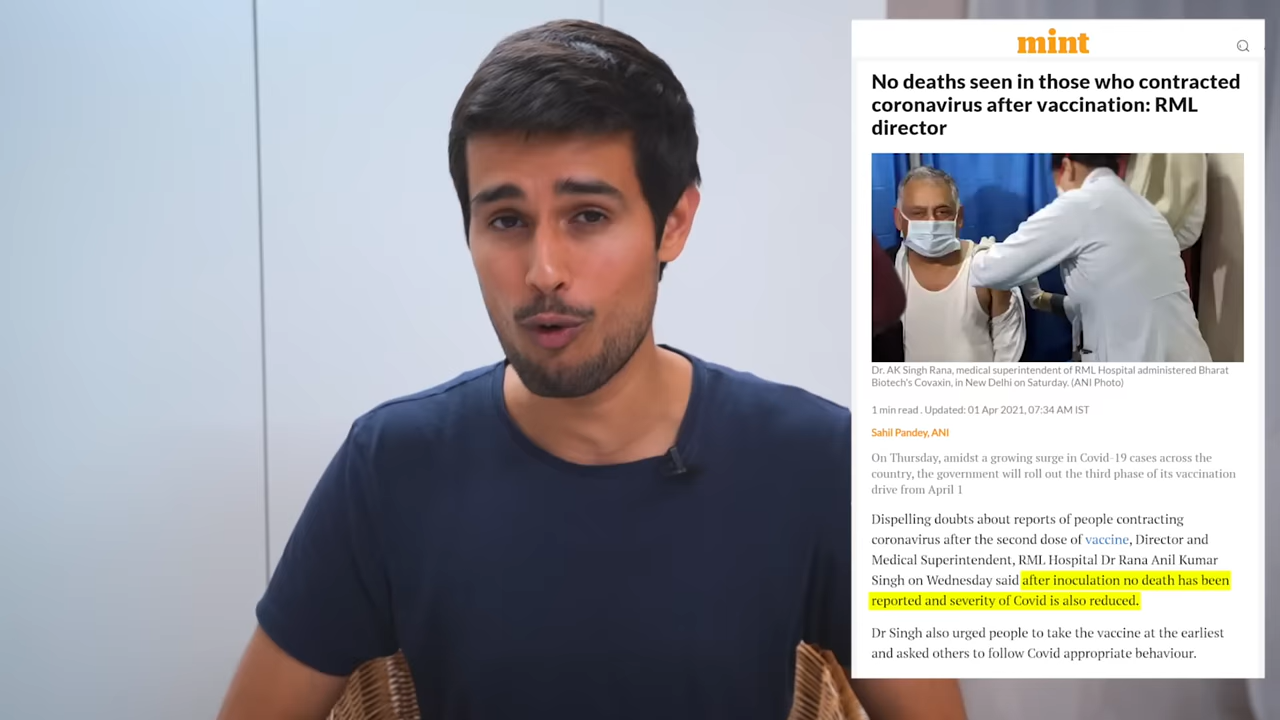 mint
No deaths seen in those who contracted
coronavirus after vaccination: RML
director
Dr. AK Singh Rana, medical superintendent of RML Hospital administered Bharat
Biotech's Covaxin, in New Delhi on Saturday. (ANI Photo)
1 min read . Updated: 01 Apr 2021, 07:34 AM IST
Sahil Pandey, ANI
On Thursday, amidst a growing surge in Covid-19 cases across the
country, the government will roll out the third phase of its vaccination
drive from April 1
Dispelling doubts about reports of people contracting
coronavirus after the second dose of vaccine, Director and
Medical Superintendent, RML Hospital Dr Rana Anil Kumar
Singh on Wednesday said after inoculation no death has been
reported and severity of Covid is also reduced.
Dr Singh also urged people to take the vaccine at the earliest
and asked others to follow Covid appropriate behaviour.